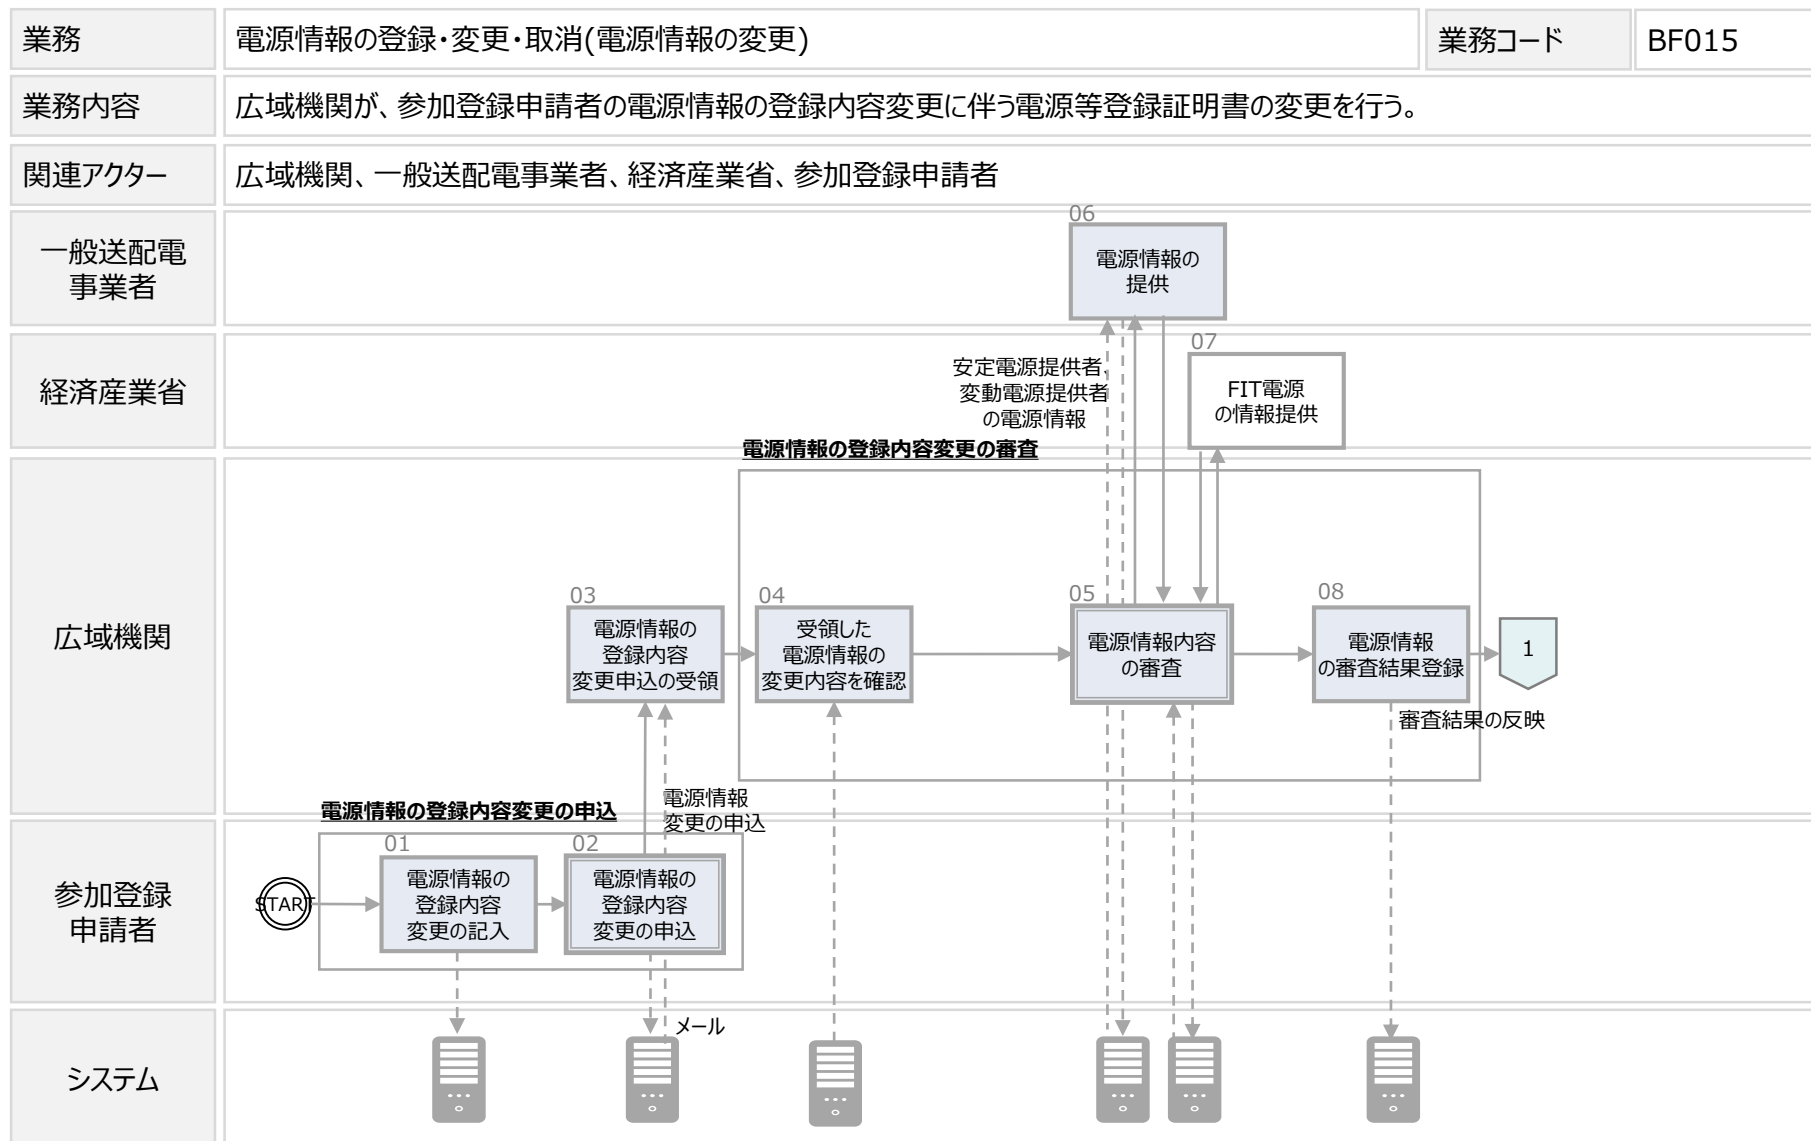 業務
電源情報の登録・変更・取消(電源情報の変更)
業務コード
BF015
業務内容
広域機関が、参加登録申請者の電源情報の登録内容変更に伴う電源等登録証明書の変更を行う。
関連アクター
広域機関、一般送配電事業者、経済産業省、参加登録申請者
一般送配電
事業者
06
電源情報の
提供
経済産業省
安定電源提供者、
変動電源提供者
の電源情報
07
FIT電源
の情報提供
広域機関
電源情報の登録内容変更の審査
03
電源情報の
登録内容
変更申込の受領
04
受領した
電源情報の
変更内容を確認
05
電源情報内容
の審査
08
電源情報
の審査結果登録
1
審査結果の反映
電源情報
変更の申込
参加登録
申請者
電源情報の登録内容変更の申込
START
01
電源情報の
登録内容
変更の記入
02
電源情報の
登録内容
変更の申込
システム
メール